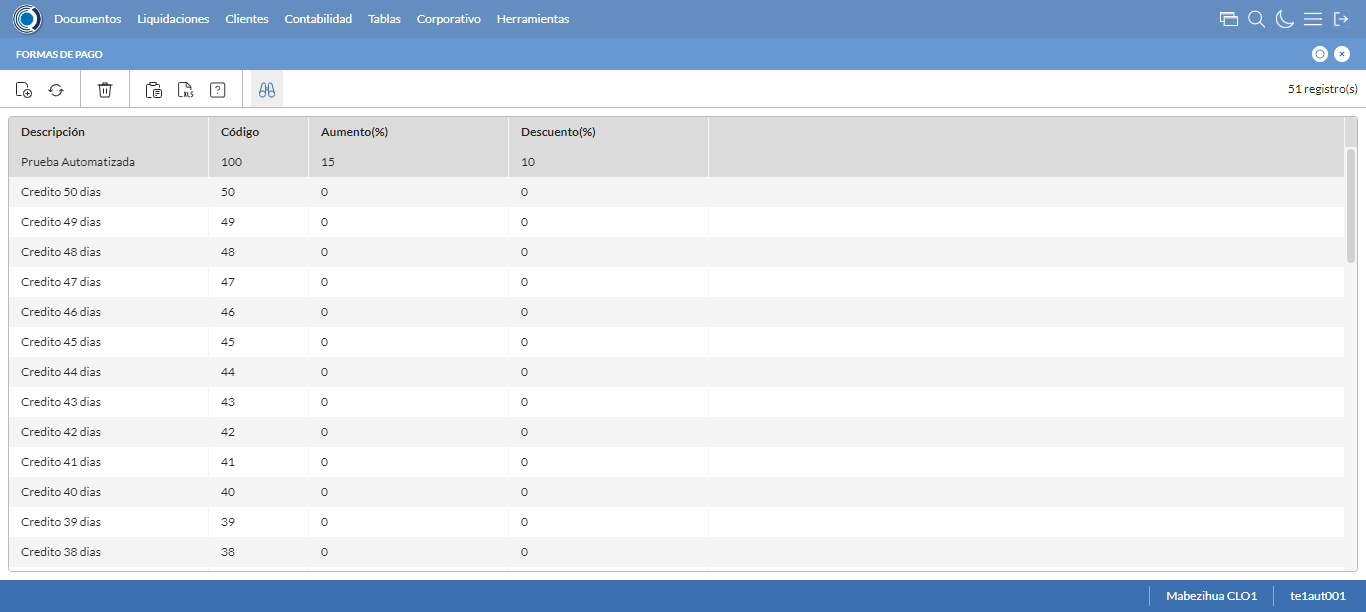 Documentos Liquidaciones Clientes Contabilidad Tablas Corporativo Herramientas
FORMAS DE PAGO
XLS ? 51 registro(s)
Descripción Código Aumento(%) Descuento(%)
Prueba Automatizada 100 15 10
Credito 50 dias 50 0 0
Credito 49 dias 49 0 0
Credito 48 dias 48 0 0
Credito 47 dias 47 0 0
Credito 46 dias 46 0 0
Credito 45 dias 45 0 0
Credito 44 dias 44 0 0
Credito 43 dias 43 0 0
Credito 42 dias 42 0 0
Credito 41 dias 41 0 0
Credito 40 dias 40 0 0
Credito 39 dias 39 0 0
Credito 38 dias 38 0 0
Mabezihua CLO1 te1aut001